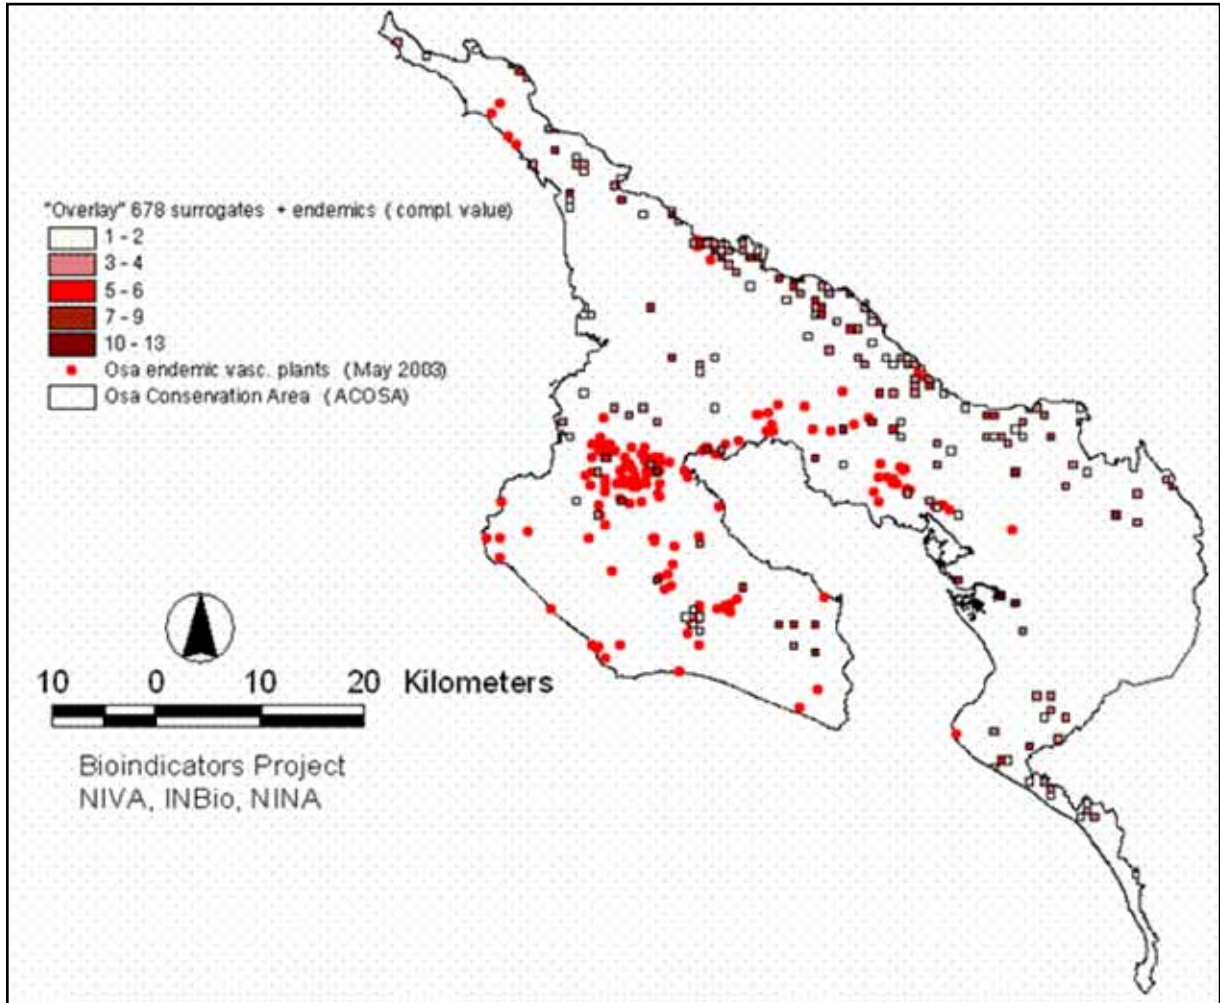 "Overlay" 678 surrogates + endemics (compl. value)
1 - 2
3 - 4
5 - 6
7 - 9
10 - 13
Osa endemic vasc. plants (May 2003)
Osa Conservation Area (ACOSA)
10 0 10 20 Kilometers
Bioindicators Project
NIVA, INBio, NINA